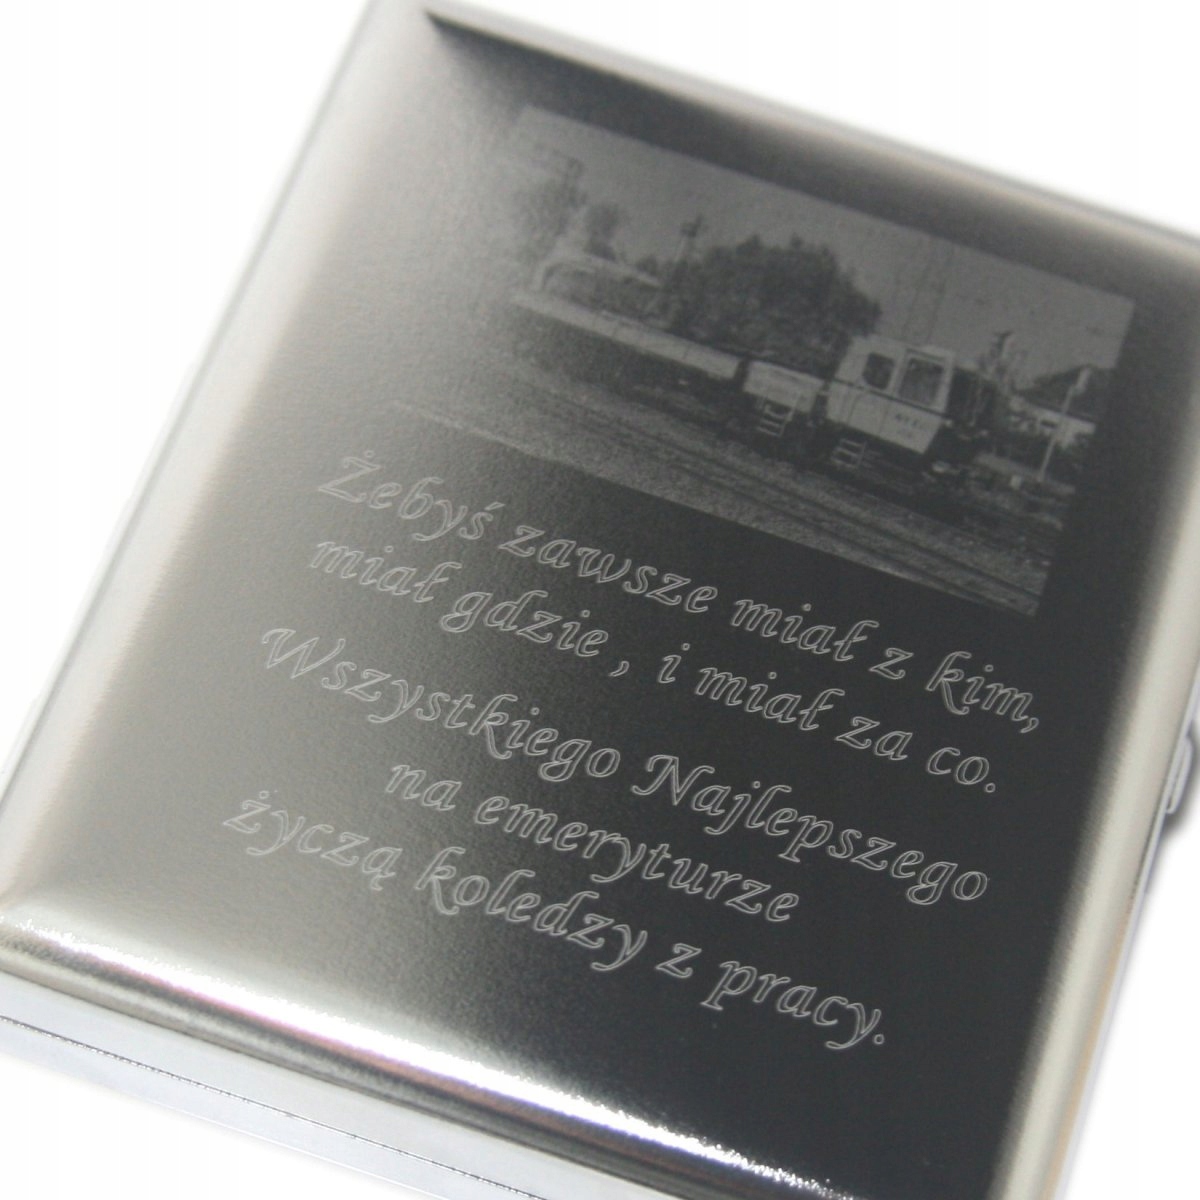 Żebyś zawsze miał z kim,
miał gdzie , i miał za co.
Wszystkiego Najlepszego
na emeryturze
życzą koledzy z pracy.